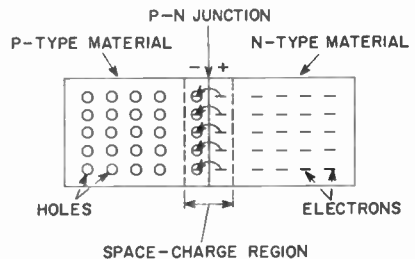 P-N JUNCTION
P-TYPE MATERIAL
N-TYPE MATERIAL
- +
HOLES
ELECTRONS
SPACE-CHARGE REGION